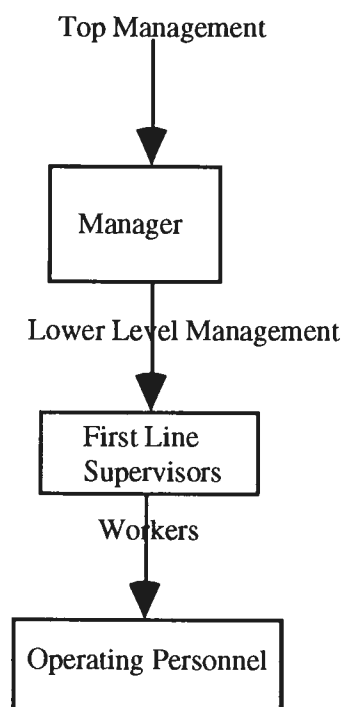 Top Management
Manager
Lower Level Management
First Line
Supervisors
Workers
Operating Personnel